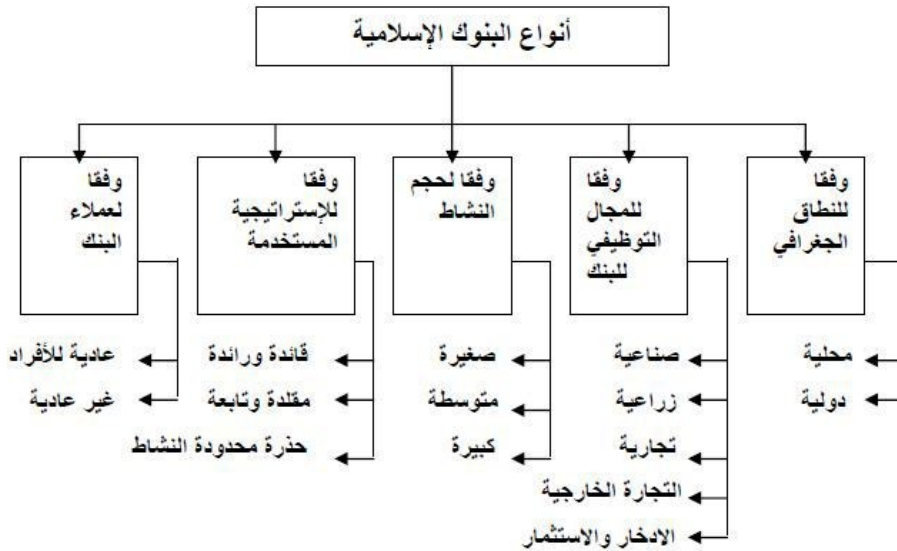 أنواع البنوك الإسلامية
وفقا
للنطاق
الجغرافي
محلية
دولية
وفقا
للمجال
التوظيفي
للبنك
صناعية
زراعية
تجارية
التجارة الخارجية
الادخار والاستثمار
وفقا لحجم
النشاط
صغيرة
متوسطة
كبيرة
وفقا
للإستراتيجية
المستخدمة
قائدة ورائدة
مقلدة وتابعة
حذرة محدودة النشاط
وفقا
لعملاء
البنك
عادية للأفراد
غير عادية